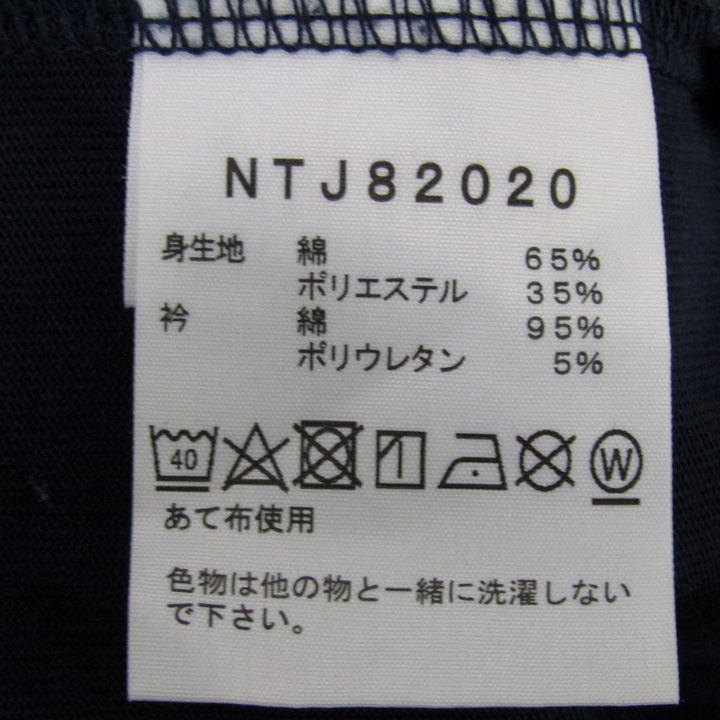 NTJ82020
身生地 綿 65%
ポリエステル 35%
衿 綿 95%
ポリウレタン 5%
40 W
あて布使用
色物は他の物と一緒に洗濯しない
で下さい。